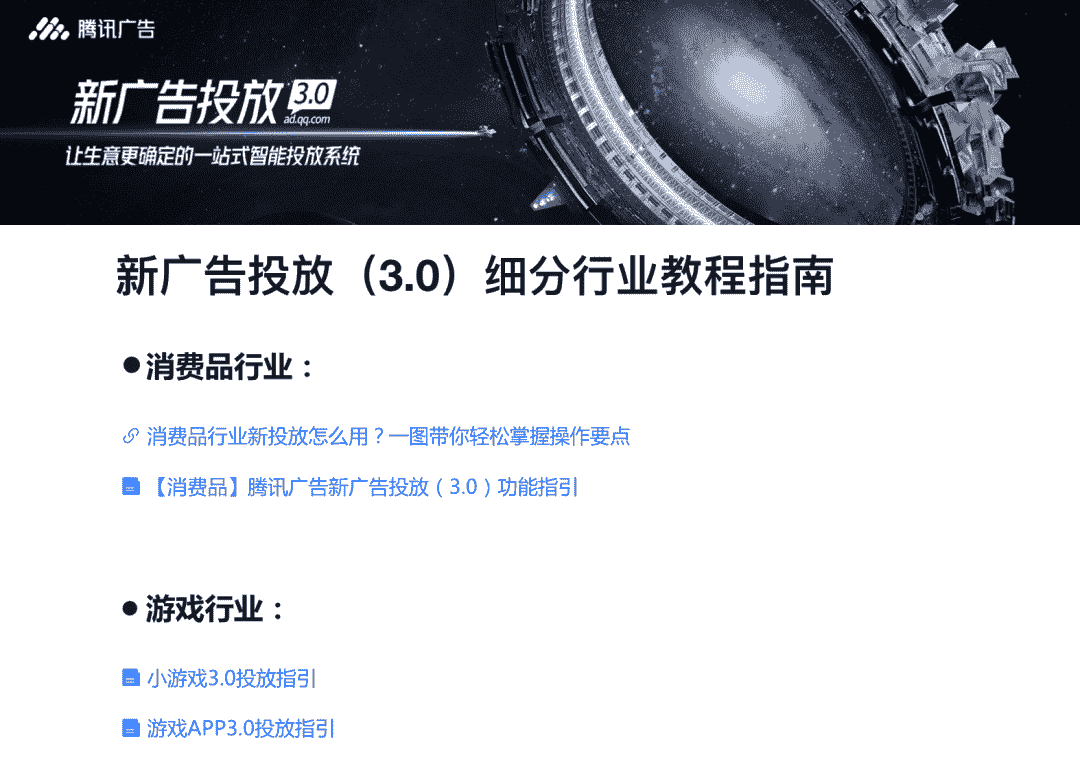 腾讯广告
新广告投放 3.0
ad.qq.com
让生意更确定的一站式智能投放系统
新广告投放（3.0）细分行业教程指南
●消费品行业：
消费品行业新投放怎么用？一图带你轻松掌握操作要点
【消费品】腾讯广告新广告投放（3.0）功能指引
●游戏行业：
小游戏3.0投放指引
游戏APP3.0投放指引